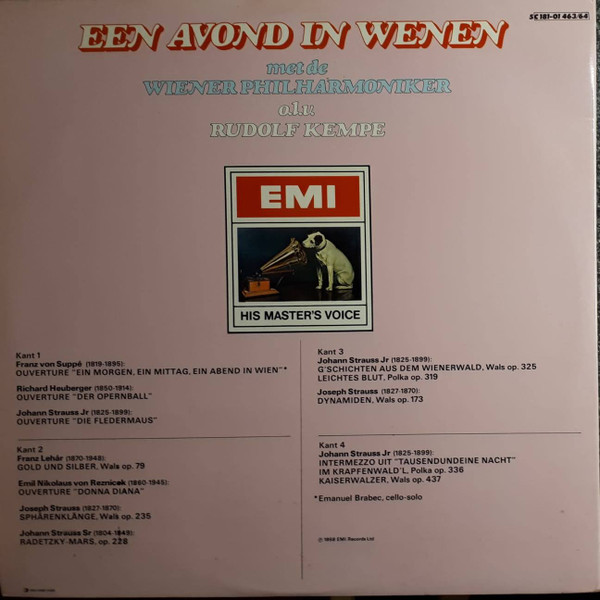 5C 181-01 463/64
EEN AVOND IN WENEN
met de
WIENER PHILHARMONIKER
o.l.v.
RUDOLF KEMPE
EMI
HIS MASTER'S VOICE
Kant 1
Franz von Suppé (1819-1895):
OUVERTURE "EIN MORGEN, EIN MITTAG, EIN ABEND IN WIEN"*
Richard Heuberger (1850-1914):
OUVERTURE "DER OPERNBALL"
Johann Strauss Jr (1825-1899):
OUVERTURE "DIE FLEDERMAUS"
Kant 2
Franz Lehár (1870-1948):
GOLD UND SILBER, Wals op. 79
Emil Nikolaus von Reznicek (1860-1945):
OUVERTURE "DONNA DIANA"
Joseph Strauss (1827-1870):
SPHÄRENKLÄNGE, Wals op. 235
Johann Strauss Sr (1804-1849):
RADETZKY-MARS, op. 228
Kant 3
Johann Strauss Jr (1825-1899):
G'SCHICHTEN AUS DEM WIENERWALD, Wals op. 325
LEICHTES BLUT, Polka op. 319
Joseph Strauss (1827-1870):
DYNAMIDEN, Wals op. 173
Kant 4
Johann Strauss Jr (1825-1899):
INTERMEZZO UIT "TAUSENDUNDEINE NACHT"
IM KRAPFENWALD'L, Polka op. 336
KAISERWALZER, Wals op. 437
*Emanuel Brabec, cello-solo
EMI Records Ltd